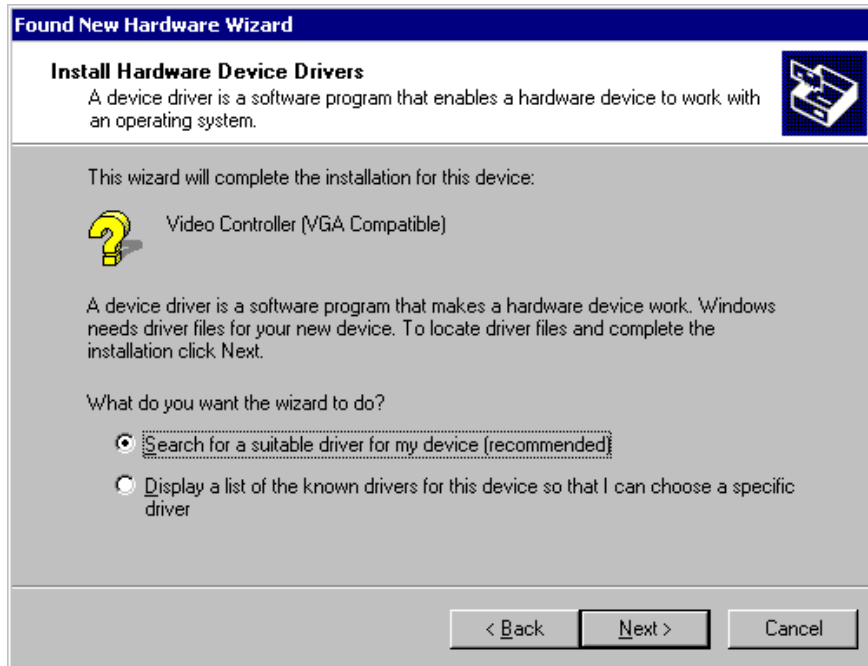 Found New Hardware Wizard
Install Hardware Device Drivers
A device driver is a software program that enables a hardware device to work with
an operating system.
This wizard will complete the installation for this device:
Video Controller (VGA Compatible)
A device driver is a software program that makes a hardware device work. Windows
needs driver files for your new device. To locate driver files and complete the
installation click Next.
What do you want the wizard to do?
Search for a suitable driver for my device (recommended)
Display a list of the known drivers for this device so that I can choose a specific
driver
< Back Next > Cancel